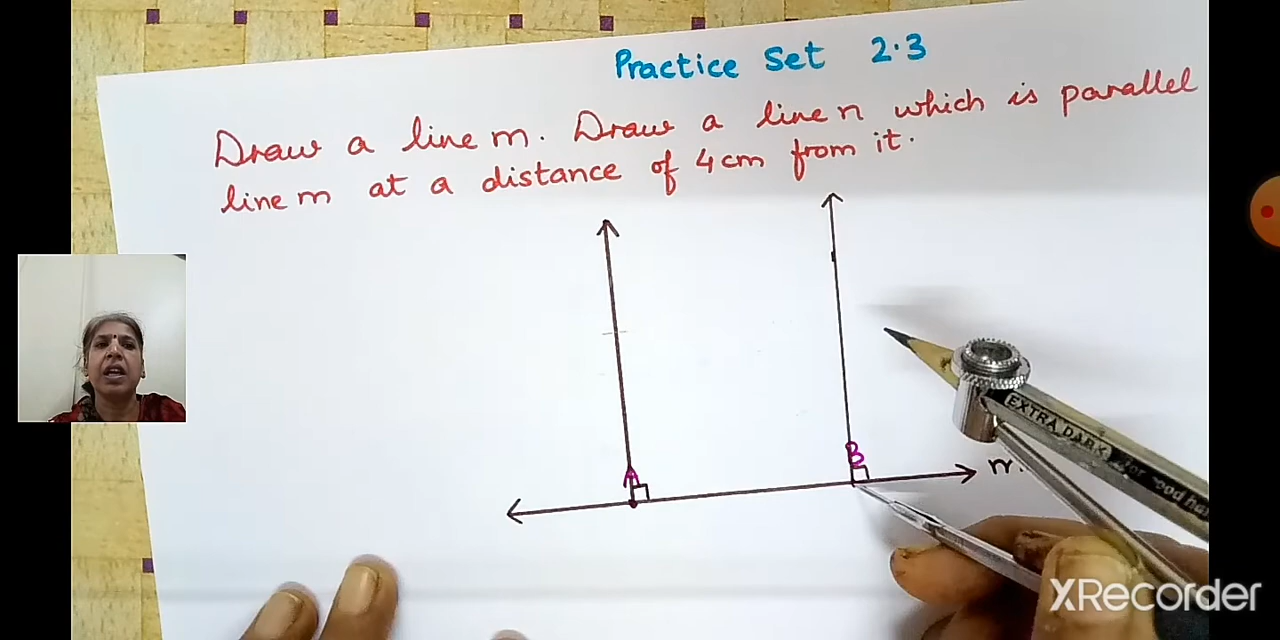 Practice Set 2.3
Draw a line m. Draw a line n which is parallel
line m at a distance of 4 cm from it.
A
B
m.
EXTRA DARK
XRecorder